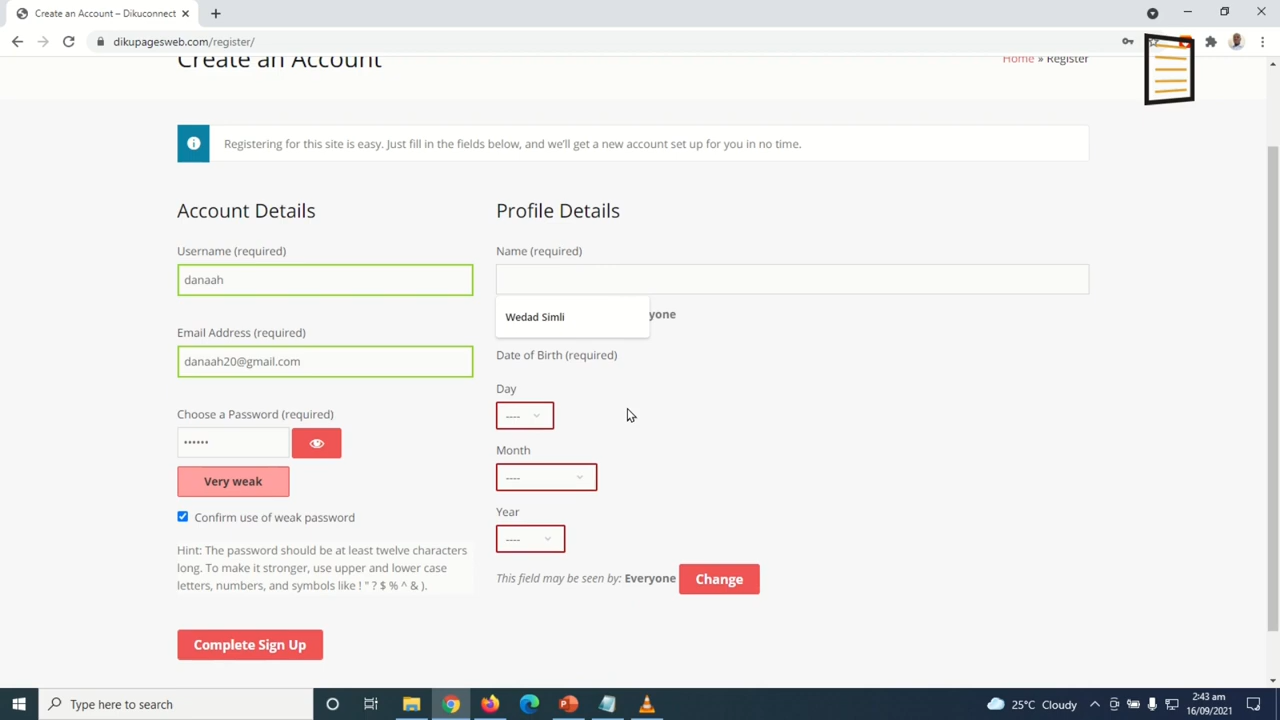 Create an Account – Dikuconnect
dikupagesweb.com/register/
Create an Account
Home » Register
Registering for this site is easy. Just fill in the fields below, and we'll get a new account set up for you in no time.
Account Details
Username (required)
danaah
Email Address (required)
danaah20@gmail.com
Choose a Password (required)
••••••
Very weak
Confirm use of weak password
Hint: The password should be at least twelve characters
long. To make it stronger, use upper and lower case
letters, numbers, and symbols like ! " ? $ % ^ & ).
Complete Sign Up
Profile Details
Name (required)
Wedad Simli
yone
Date of Birth (required)
Day
----
Month
----
Year
----
This field may be seen by: Everyone Change
Type here to search
25°C Cloudy
2:43 am
16/09/2021